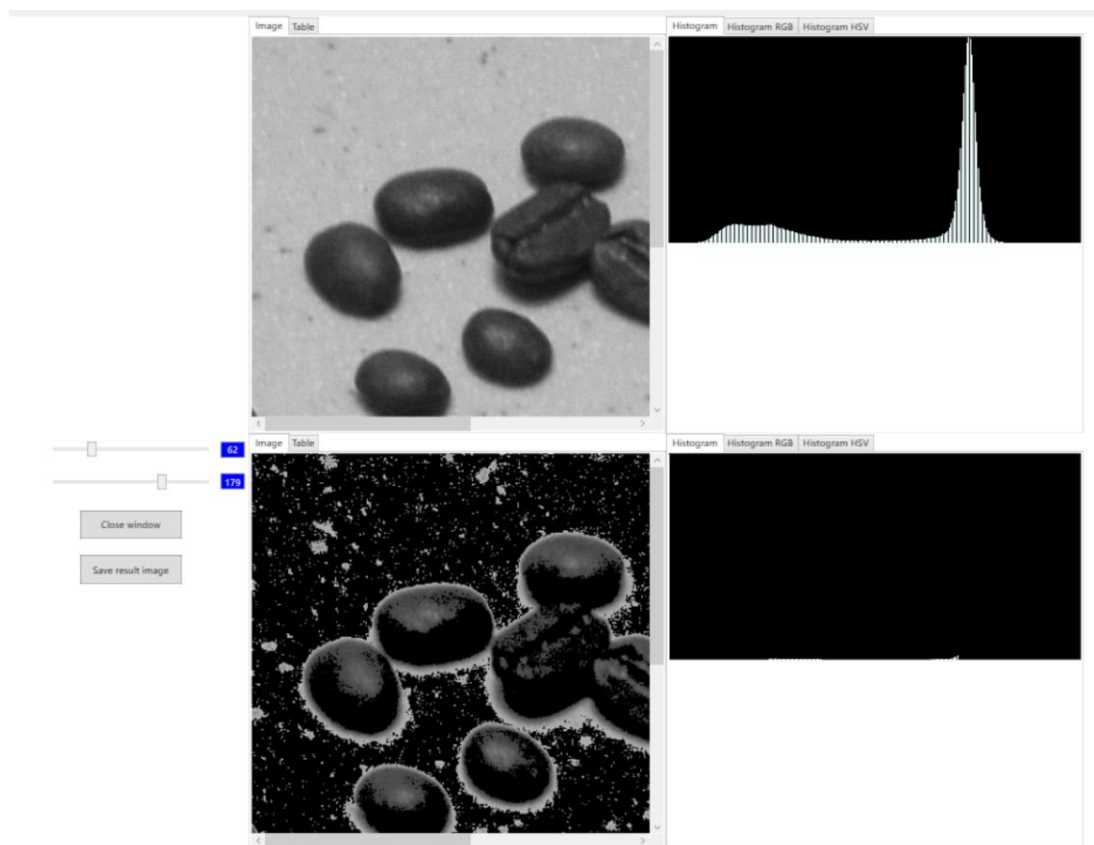 Image Table
Histogram Histogram RGB Histogram HSV
Image Table
Histogram Histogram RGB Histogram HSV
62
179
Close window
Save result image